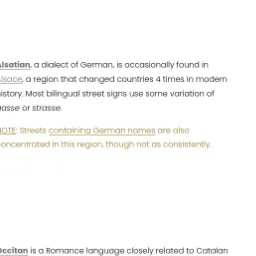 Alsatian, a dialect of German, is occasionally found in
Alsace, a region that changed countries 4 times in modern
history. Most bilingual street signs use some variation of
gasse or strasse.
NOTE: Streets containing German names are also
concentrated in this region, though not as consistently.
Occitan is a Romance language closely related to Catalan